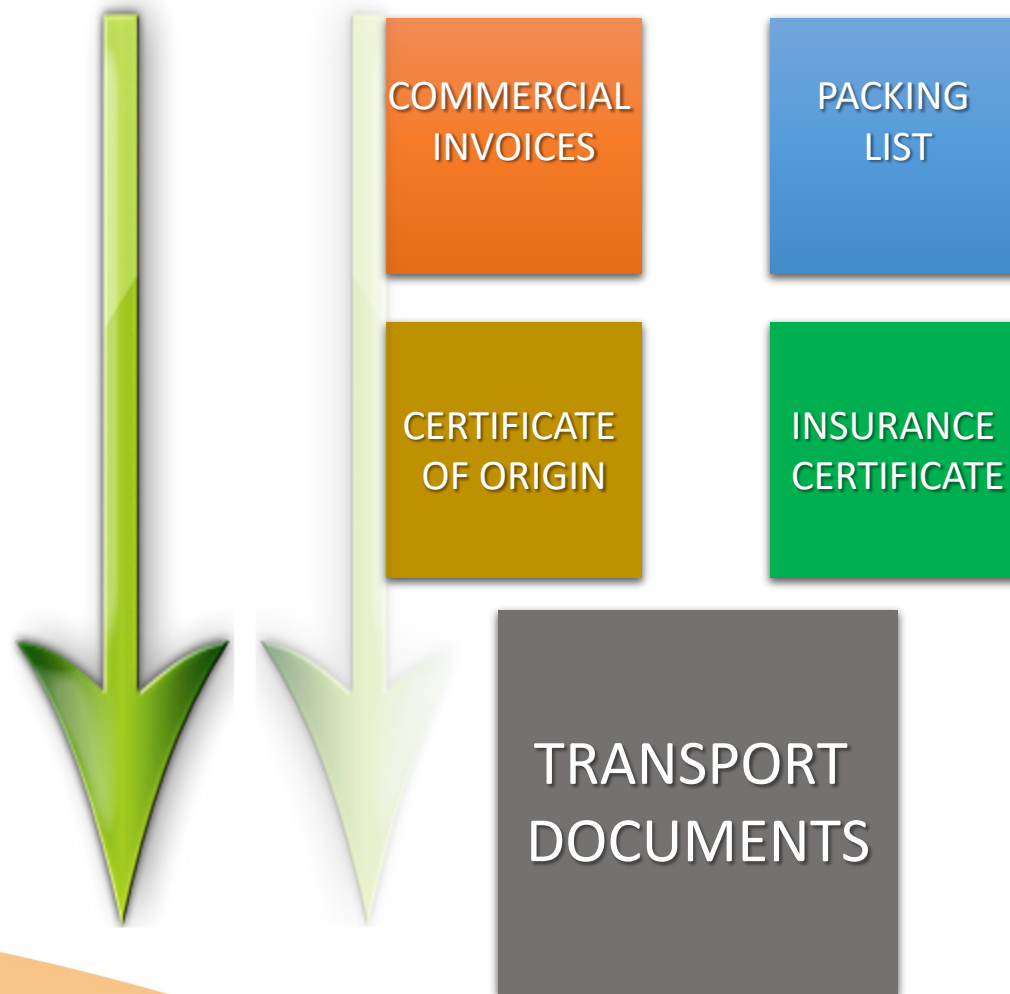 COMMERCIAL
INVOICES
PACKING
LIST
CERTIFICATE
OF ORIGIN
INSURANCE
CERTIFICATE
TRANSPORT
DOCUMENTS